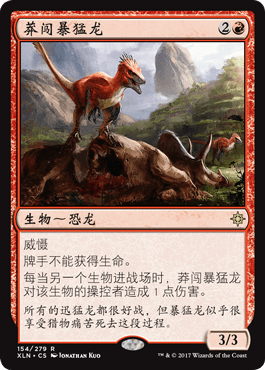 莽闯暴猛龙 2
生物～恐龙
威慑
牌手不能获得生命。
每当另一个生物进战场时，莽闯暴猛龙
对该生物的操控者造成 1 点伤害。
所有的迅猛龙都很好战，但暴猛龙似乎很
享受猎物痛苦死去这段过程。
3/3
154/279 R
XLN • CS JONATHAN KUO
™ & © 2017 Wizards of the Coast